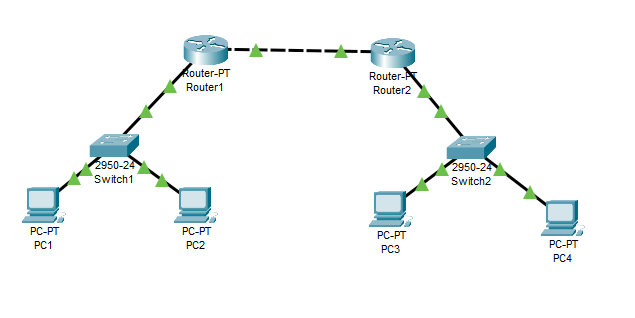 Router-PT
Router1
Router-PT
Router2
2950-24
Switch1
2950-24
Switch2
PC-PT
PC1
PC-PT
PC2
PC-PT
PC3
PC-PT
PC4